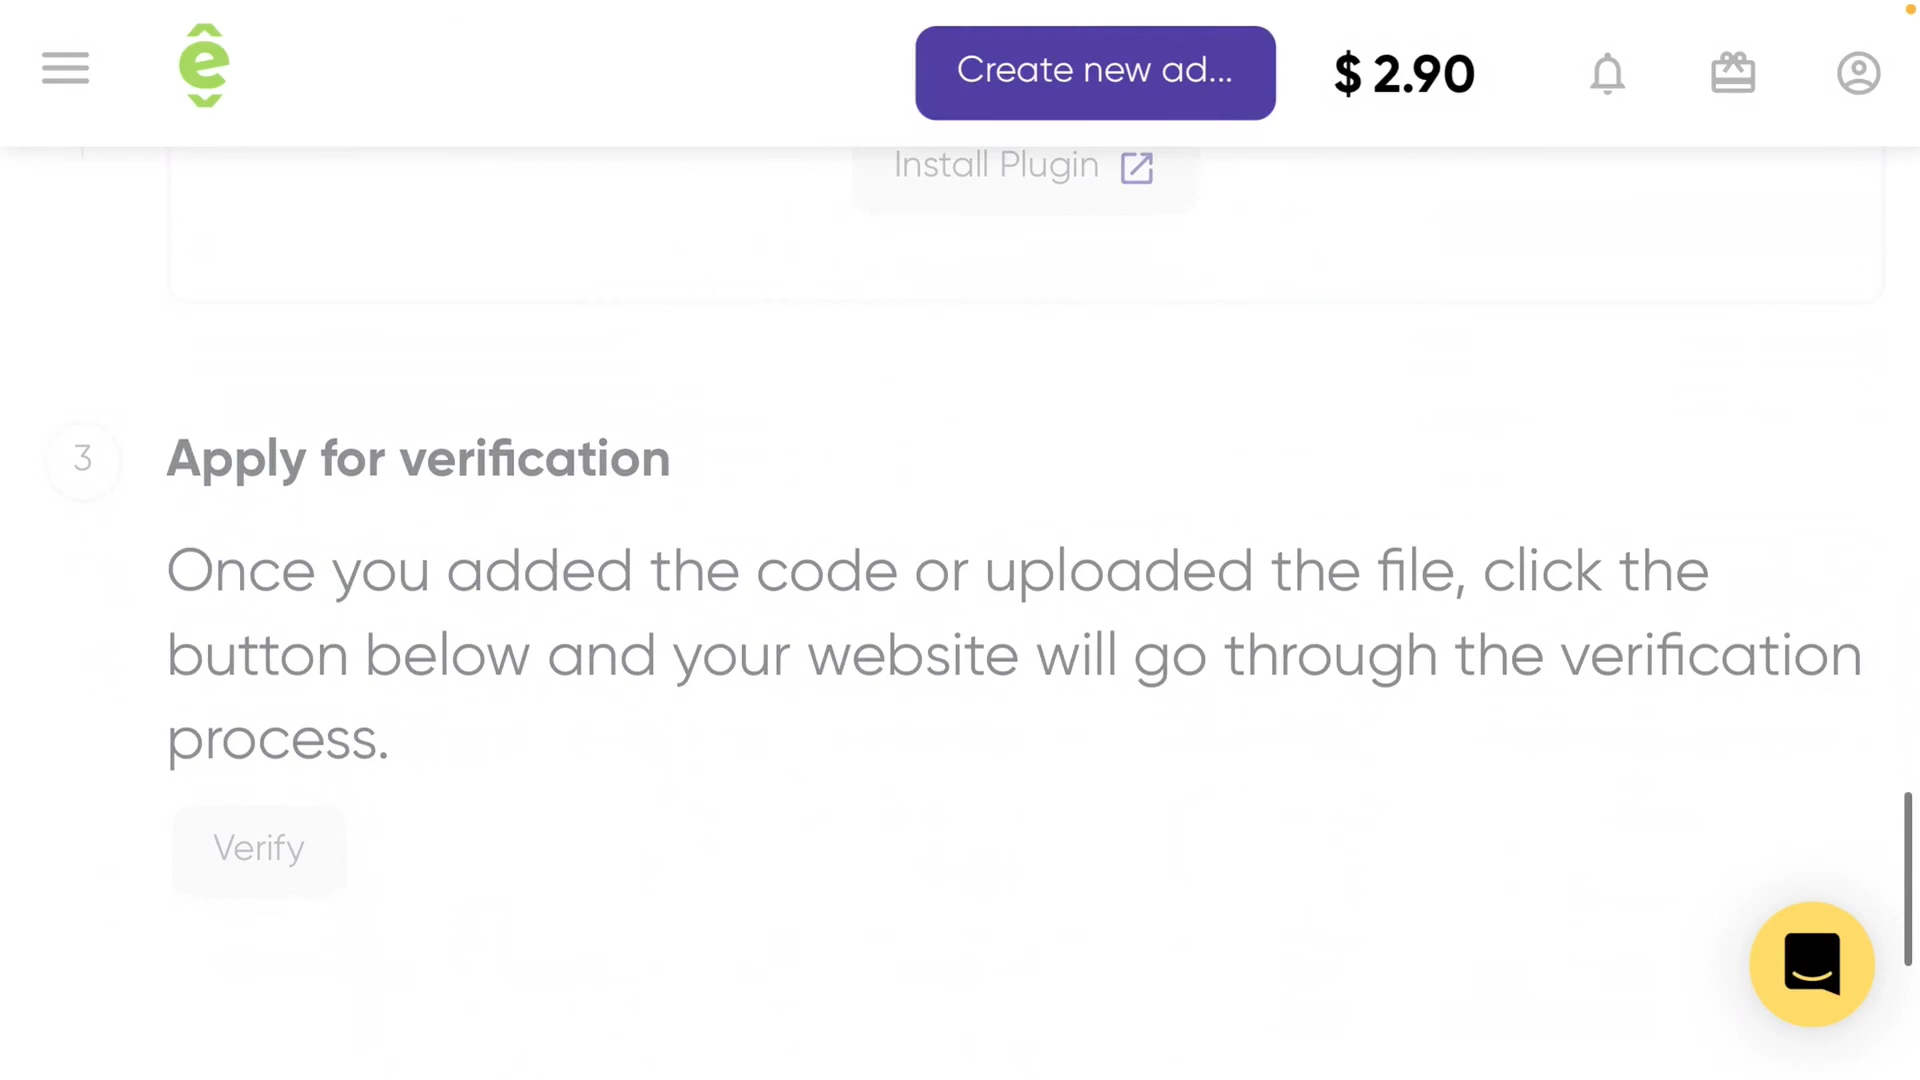 Create new ad...
$ 2.90
Install Plugin
3
Apply for verification
Once you added the code or uploaded the file, click the
button below and your website will go through the verification
process.
Verify